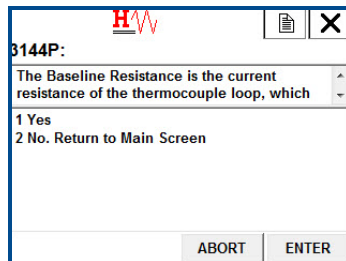 H
3144P:
The Baseline Resistance is the current
resistance of the thermocouple loop, which
1 Yes
2 No. Return to Main Screen
ABORT ENTER